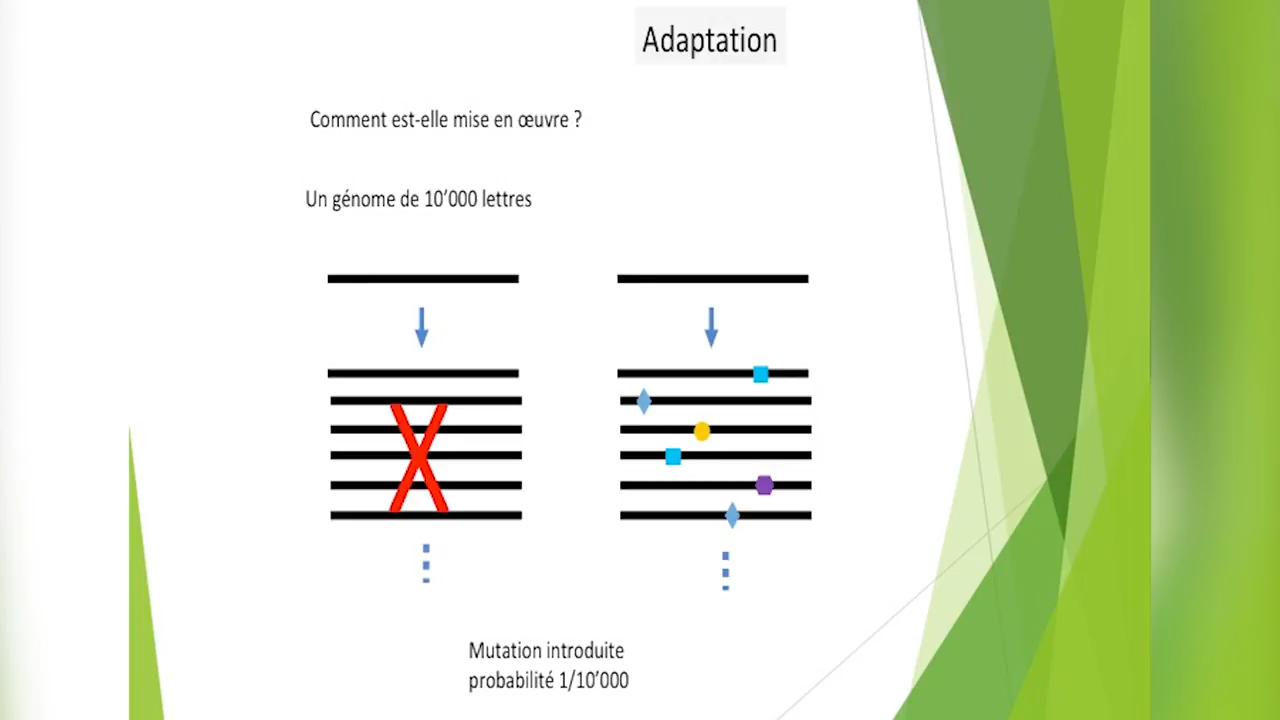 Adaptation
Comment est-elle mise en œuvre ?
Un génome de 10’000 lettres
Mutation introduite
probabilité 1/10’000